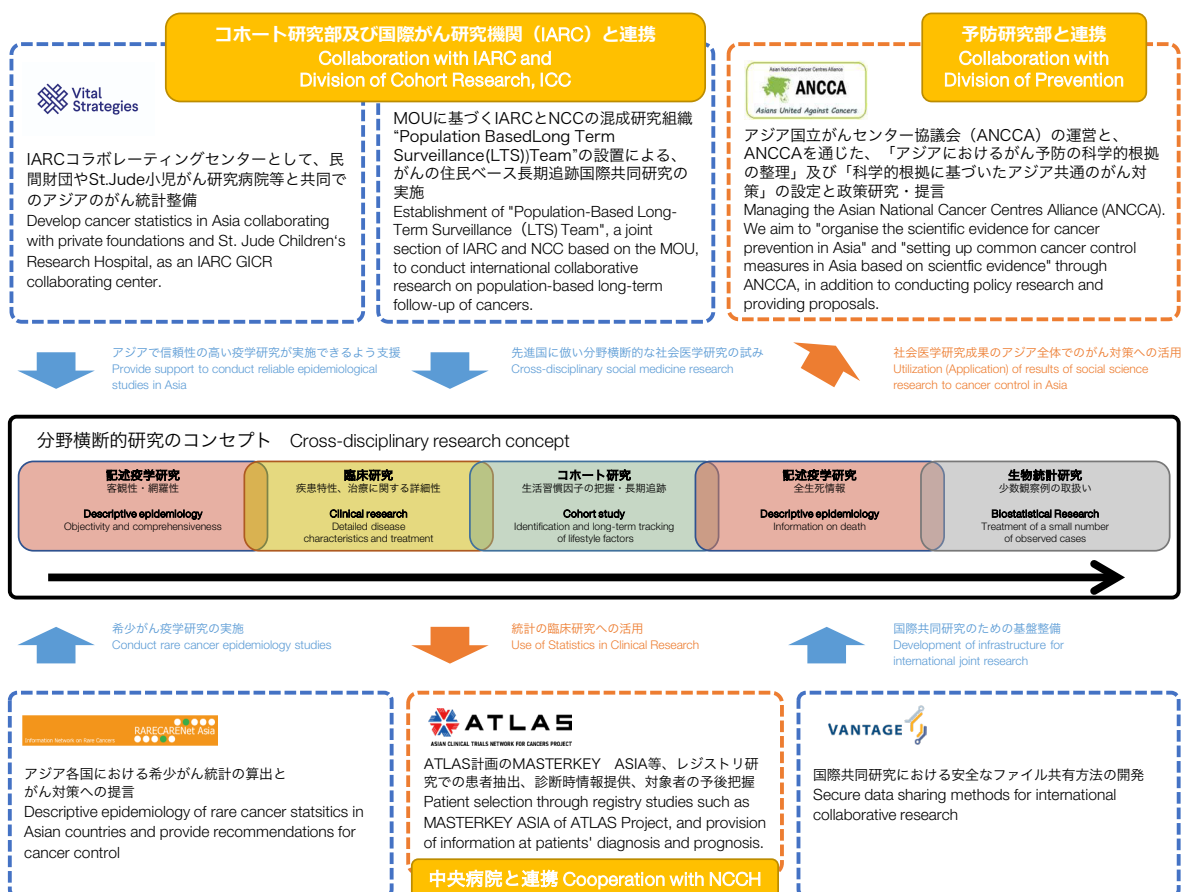 コホート研究部及び国際がん研究機関（IARC）と連携
Collaboration with IARC and
Division of Cohort Research, ICC
予防研究部と連携
Collaboration with
Division of Prevention
Vital
Strategies
IARCコラボレーティングセンターとして、民
間財団やSt.Jude小児がん研究病院等と共同で
のアジアのがん統計整備
Develop cancer statistics in Asia collaborating
with private foundations and St. Jude Children's
Research Hospital, as an IARC GICR
collaborating center.
MOUに基づくIARCとNCCの混成研究組織
“Population BasedLong Term
Surveillance(LTS))Team”の設置による、
がんの住民ベース長期追跡国際共同研究の
実施
Establishment of "Population-Based Long-
Term Surveillance（LTS) Team", a joint
section of IARC and NCC based on the MOU,
to conduct international collaborative
research on population-based long-term
follow-up of cancers.
Asian National Cancer Centres Alliance
ANCCA
Asians United Against Cancers
アジア国立がんセンター協議会（ANCCA）の運営と、
ANCCAを通じた、「アジアにおけるがん予防の科学的根拠
の整理」及び「科学的根拠に基づいたアジア共通のがん対
策」の設定と政策研究・提言
Managing the Asian National Cancer Centres Alliance (ANCCA).
We aim to "organise the scientific evidence for cancer
prevention in Asia" and "setting up common cancer control
measures in Asia based on scientfic evidence" through
ANCCA, in addition to conducting policy research and
providing proposals.
アジアで信頼性の高い疫学研究が実施できるよう支援
Provide support to conduct reliable epidemiological
studies in Asia
先進国に倣い分野横断的な社会医学研究の試み
Cross-disciplinary social medicine research
社会医学研究成果のアジア全体でのがん対策への活用
Utilization (Application) of results of social science
research to cancer control in Asia
分野横断的研究のコンセプト Cross-disciplinary research concept
記述疫学研究
客観性・網羅性
Descriptive epidemiology
Objectivity and comprehensiveness
臨床研究
疾患特性、治療に関する詳細性
Clinical research
Detailed disease
characteristics and treatment
コホート研究
生活習慣因子の把握・長期追跡
Cohort study
Identification and long-term tracking
of lifestyle factors
記述疫学研究
全生死情報
Descriptive epidemiology
Information on death
生物統計研究
少数観察例の取扱い
Biostatistical Research
Treatment of a small number
of observed cases
希少がん疫学研究の実施
Conduct rare cancer epidemiology studies
統計の臨床研究への活用
Use of Statistics in Clinical Research
国際共同研究のための基盤整備
Development of infrastructure for
international joint research
RARECARENet Asia
Information Network on Rare Cancers
アジア各国における希少がん統計の算出と
がん対策への提言
Descriptive epidemiology of rare cancer statsitics in
Asian countries and provide recommendations for
cancer control
ATLAS
ASIAN CLINICAL TRIALS NETWORK FOR CANCERS PROJECT
ATLAS計画のMASTERKEY ASIA等、レジストリ研
究での患者抽出、診断時情報提供、対象者の予後把握
Patient selection through registry studies such as
MASTERKEY ASIA of ATLAS Project, and provision
of information at patients' diagnosis and prognosis.
中央病院と連携 Cooperation with NCCH
VANTAGE6
国際共同研究における安全なファイル共有方法の開発
Secure data sharing methods for international
collaborative research